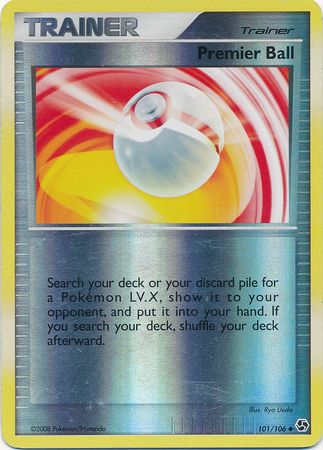 TRAINER
Trainer
Premier Ball
Search your deck or your discard pile for
a Pokémon LV.X, show it to your
opponent, and put it into your hand. If
you search your deck, shuffle your deck
afterward.
Illus. Ryo Ueda
©2008 Pokémon/Nintendo
101/106